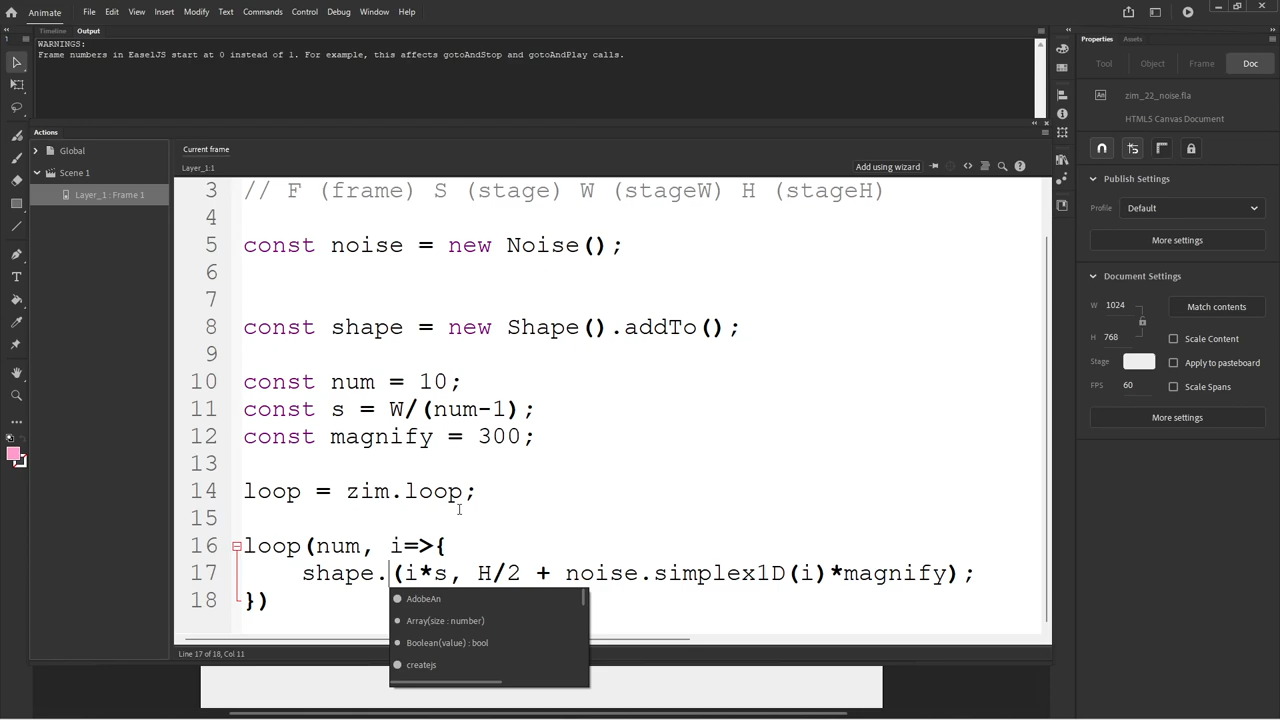 Animate File Edit View Insert Modify Text Commands Control Debug Window Help
Timeline Output
WARNINGS:
Frame numbers in EaselJS start at 0 instead of 1. For example, this affects gotoAndStop and gotoAndPlay calls.
Actions
Global
Scene 1
Layer_1 : Frame 1
Current frame
Layer_1:1
Add using wizard
3 // F (frame) S (stage) W (stageW) H (stageH)
4
5 const noise = new Noise();
6
7
8 const shape = new Shape().addTo();
9
10 const num = 10;
11 const s = W/(num-1);
12 const magnify = 300;
13
14 loop = zim.loop;
15
16 loop(num, i=>{
17 shape.(i*s, H/2 + noise.simplex1D(i)*magnify);
18 })
AdobeAn
Array(size : number)
Boolean(value) : bool
createjs
Line 17 of 18, Col 11
Properties Assets
Tool Object Frame Doc
An zim_22_noise.fla
HTML5 Canvas Document
Publish Settings
Profile Default
More settings
Document Settings
W 1024 Match contents
H 768 Scale Content
Stage Apply to pasteboard
FPS 60 Scale Spans
More settings